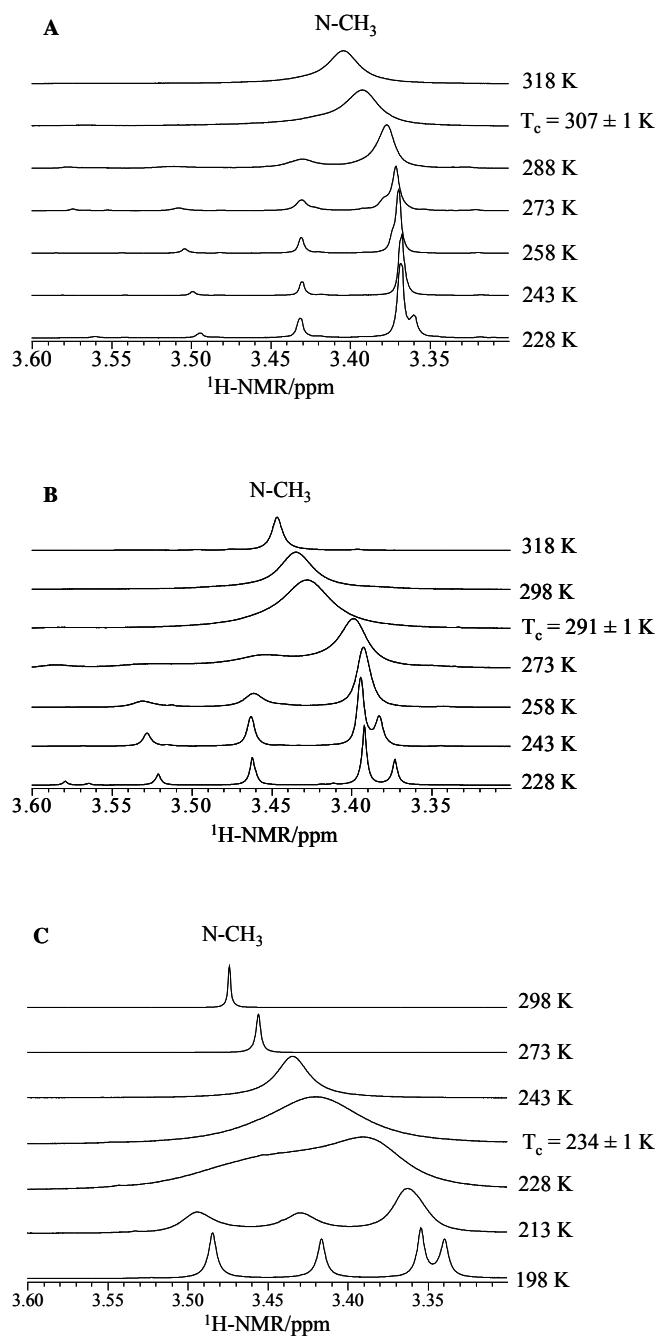 A
N-CH3
318 K
Tc = 307 ± 1 K
288 K
273 K
258 K
243 K
228 K
3.60 3.55 3.50 3.45 3.40 3.35
1H-NMR/ppm
B
N-CH3
318 K
298 K
Tc = 291 ± 1 K
273 K
258 K
243 K
228 K
3.60 3.55 3.50 3.45 3.40 3.35
1H-NMR/ppm
C
N-CH3
298 K
273 K
243 K
Tc = 234 ± 1 K
228 K
213 K
198 K
3.60 3.55 3.50 3.45 3.40 3.35
1H-NMR/ppm